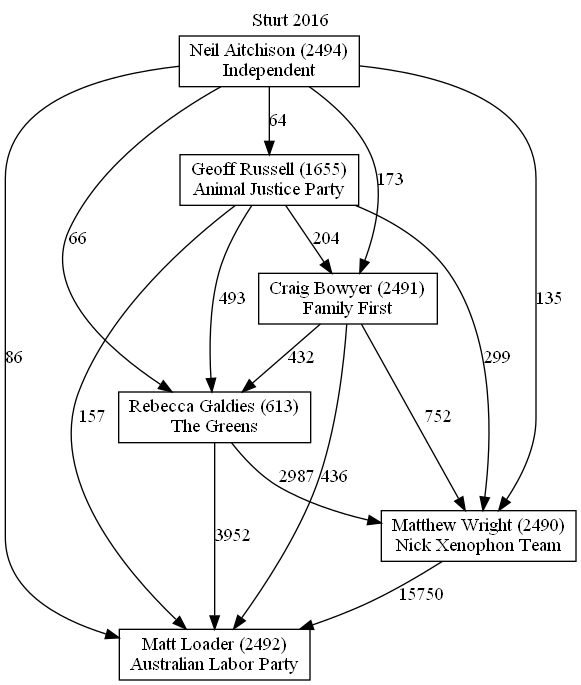 Sturt 2016
Neil Aitchison (2494)
Independent
64
Geoff Russell (1655)
Animal Justice Party
173
66
204
Craig Bowyer (2491)
Family First
493
135
86
432
299
Rebecca Galdies (613)
The Greens
157
752
2987
436
Matthew Wright (2490)
Nick Xenophon Team
3952
15750
Matt Loader (2492)
Australian Labor Party